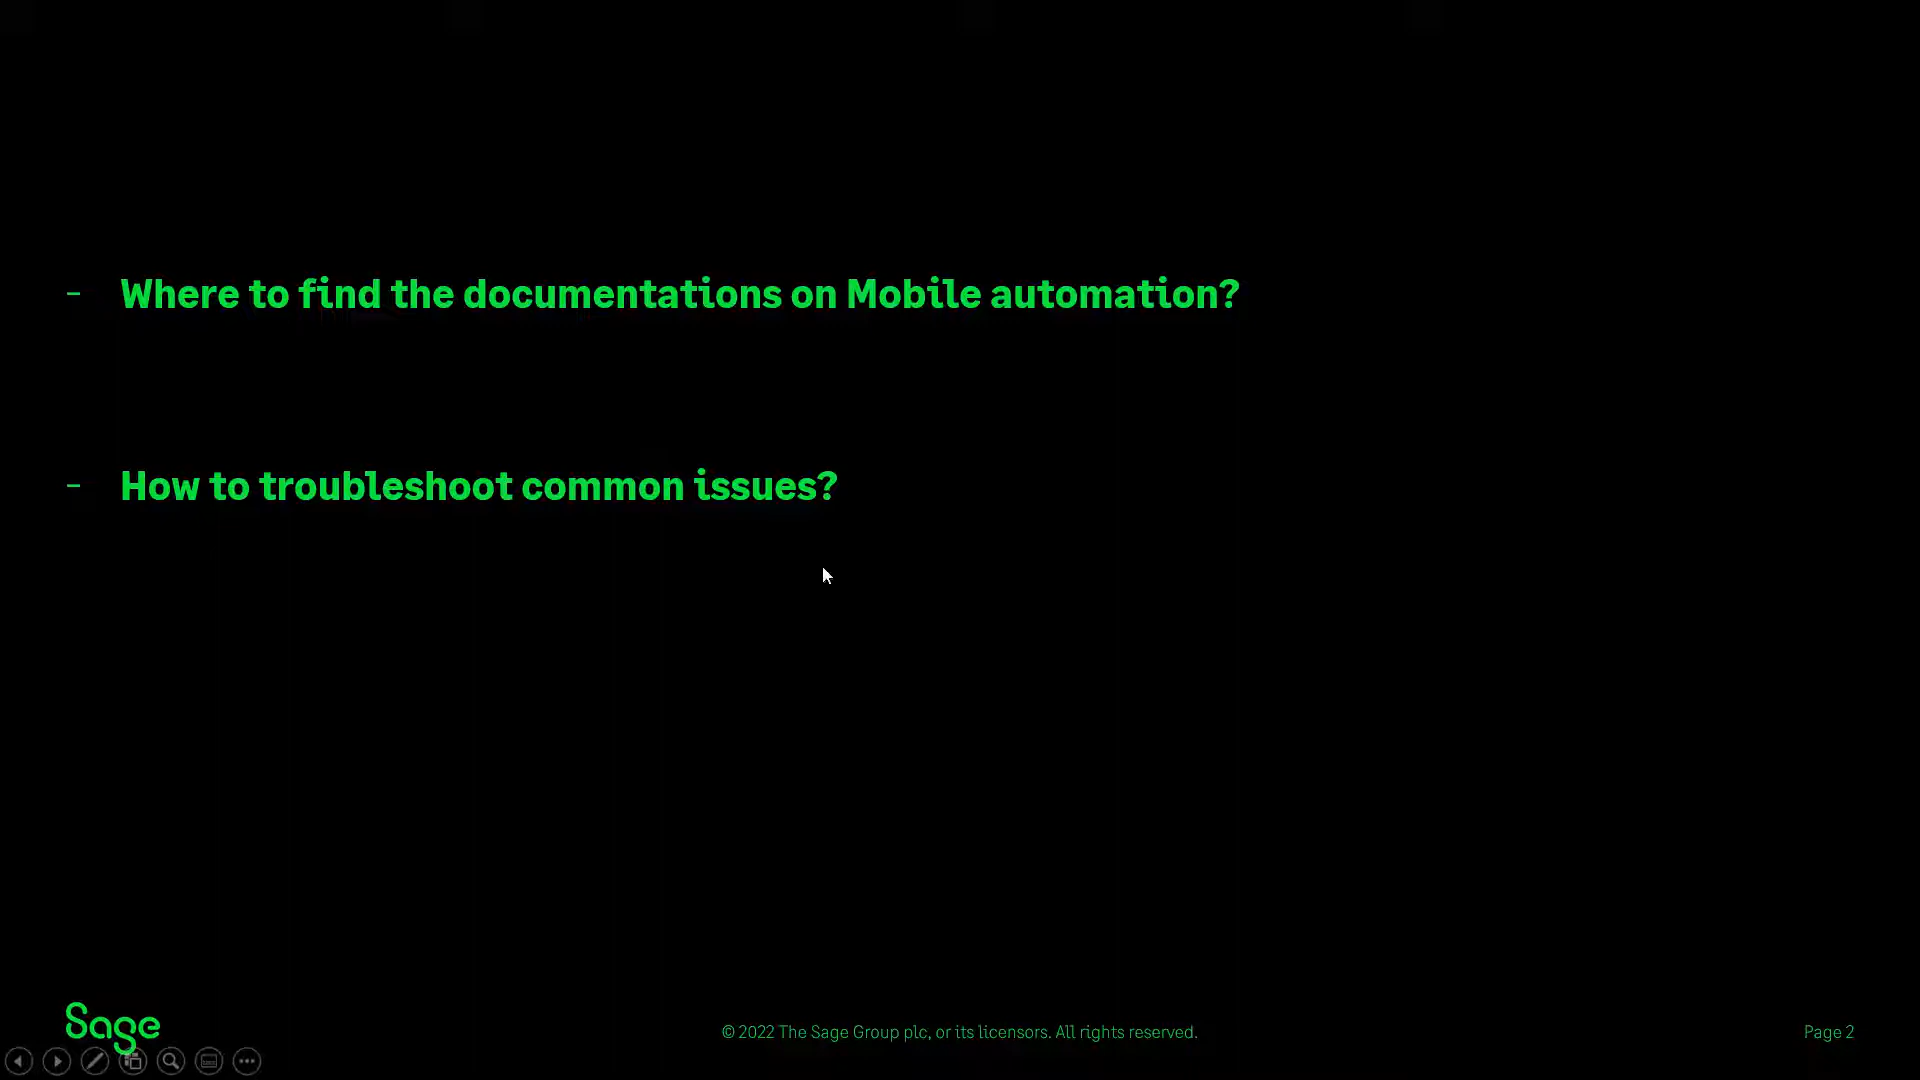 - Where to find the documentations on Mobile automation?
- How to troubleshoot common issues?
Sage
© 2022 The Sage Group plc, or its licensors. All rights reserved.
Page 2